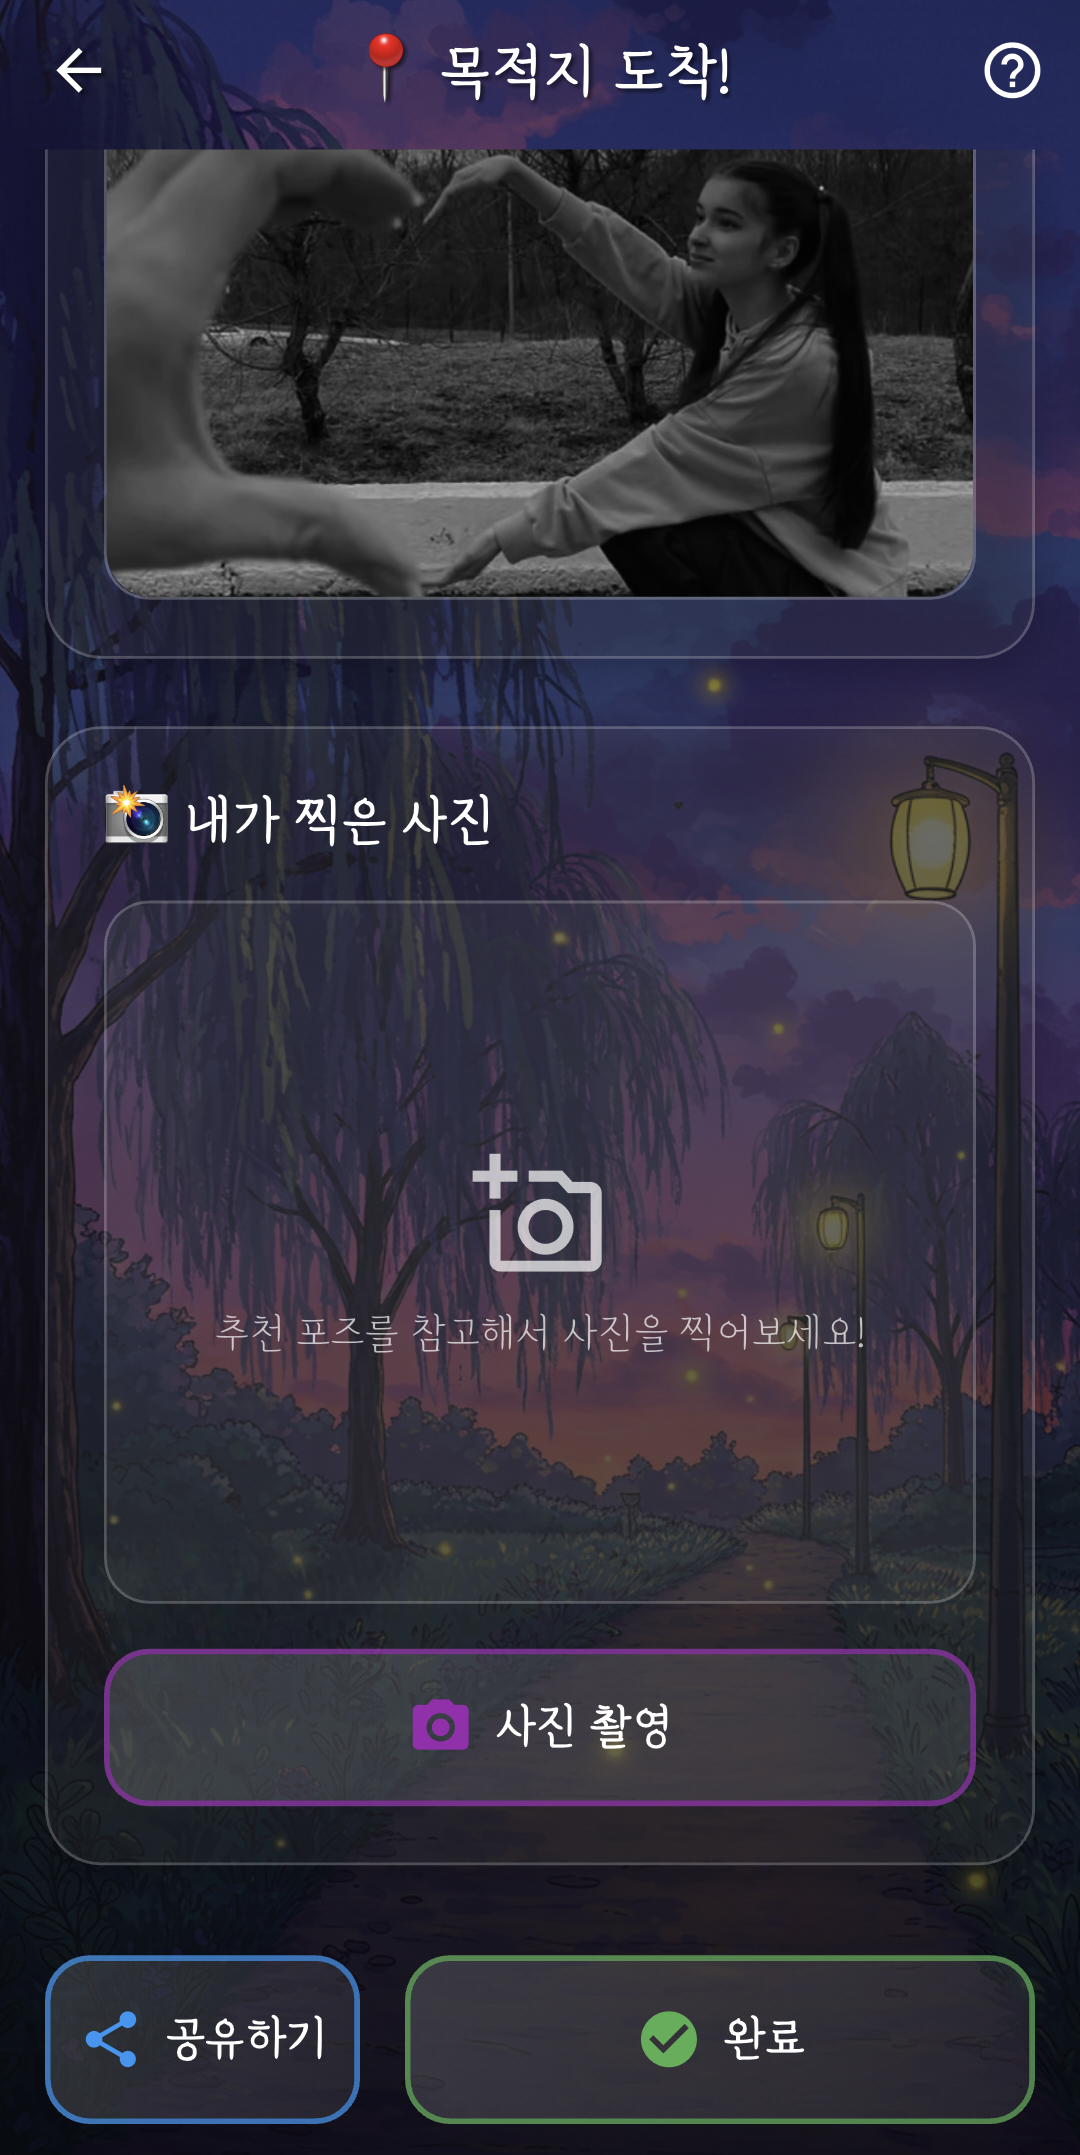 목적지 도착!
내가 찍은 사진
추천 포즈를 참고해서 사진을 찍어보세요!
사진 촬영
공유하기
완료